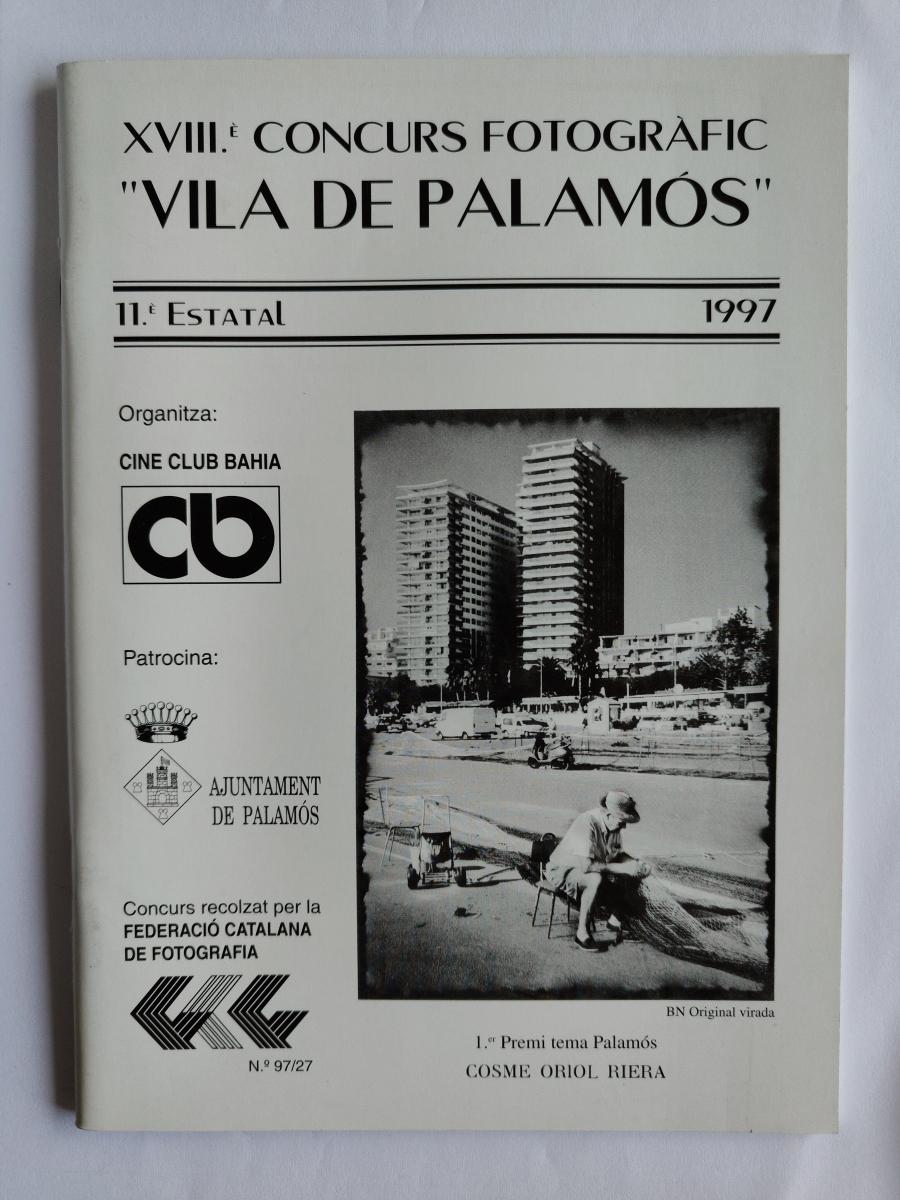 XVIII.È CONCURS FOTOGRÀFIC
"VILA DE PALAMÓS"
11.È ESTATAL
1997
Organitza:
CINE CLUB BAHIA
cb
Patrocina:
AJUNTAMENT
DE PALAMÓS
Concurs recolzat per la
FEDERACIÓ CATALANA
DE FOTOGRAFIA
N.º 97/27
BN Original virada
1.er Premi tema Palamós
COSME ORIOL RIERA